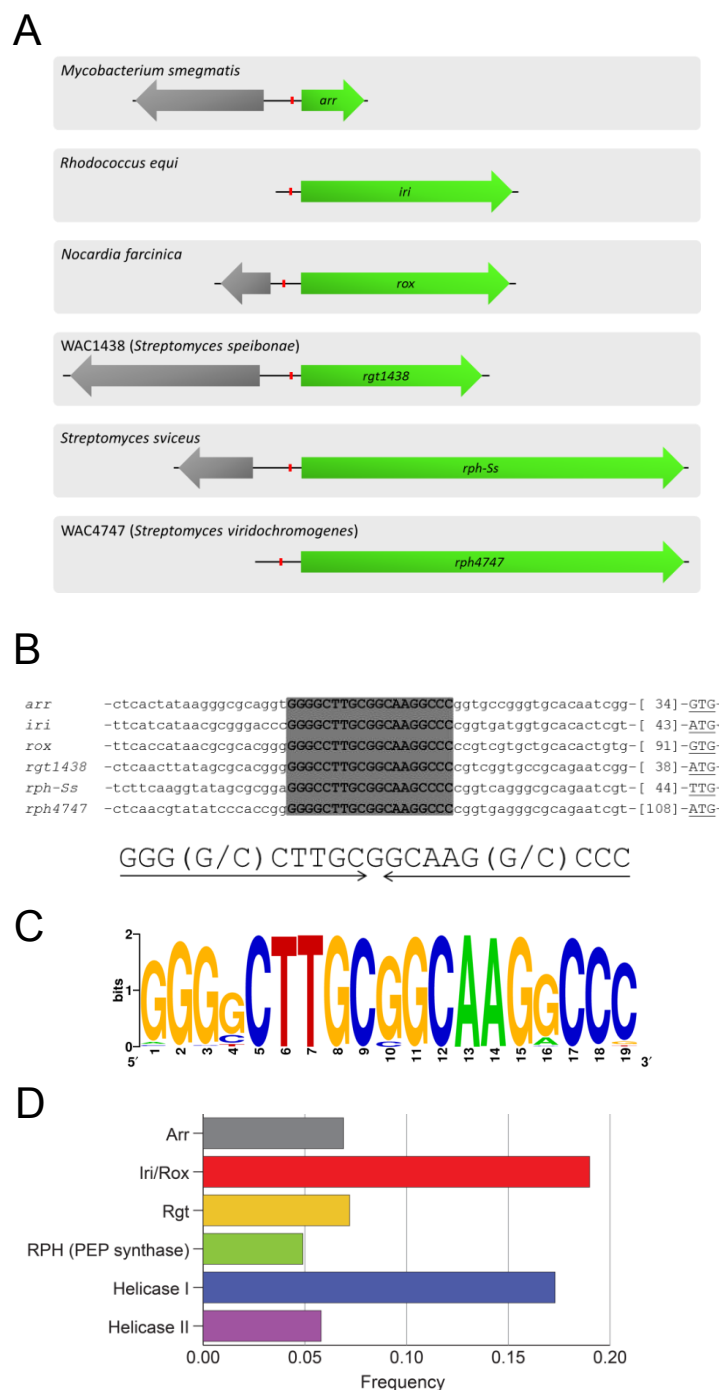 A
Mycobacterium smegmatis
arr
Rhodococcus equi
iri
Nocardia farcinica
rox
WAC1438 (Streptomyces speibonae)
rgt1438
Streptomyces sviceus
rph-Ss
WAC4747 (Streptomyces viridochromogenes)
rph4747
B
arr -ctcactataagggcgcaggtGGGGCTTGCGGCAAGGCCCggtgccgggtgcacaatcgg-[ 34]-GTG-
iri -ttcatcataacgcgggacccGGGGCTTGCGGCAAGGCCCggtgatggtgcacactcgt-[ 43]-ATG-
rox -ttcaccataacgcgcacgggGGGCCTTGCGGCAAGGCCCccgtcgtgctgcacactgtg-[ 91]-GTG-
rgt1438 -ctcaacttatagcgcacgggGGGCCTTGCGGCAAGGCCCcgtcggtgccgcagaatcgt-[ 38]-ATG-
rph-Ss -tcttcaaggtatagcacggaGGGCCTTGCGGCAAGCCCCcggtcagggcgcagaatcgt-[ 44]-TTG-
rph4747 -ctcaacgtatatcccaccggGGGGCTTGCGGCAAGGCCCcggtgagggcgcagaatcgt-[108]-ATG-
GGG(G/C)CTTGCGGCAAG(G/C)CCC
C
2
bits
1
0
GGGGCTTGCGGCAAGGCCC
5′ 1 2 3 4 5 6 7 8 9 10 11 12 13 14 15 16 17 18 19 3′
D
Arr
Iri/Rox
Rgt
RPH (PEP synthase)
Helicase I
Helicase II
0.00 0.05 0.10 0.15 0.20
Frequency